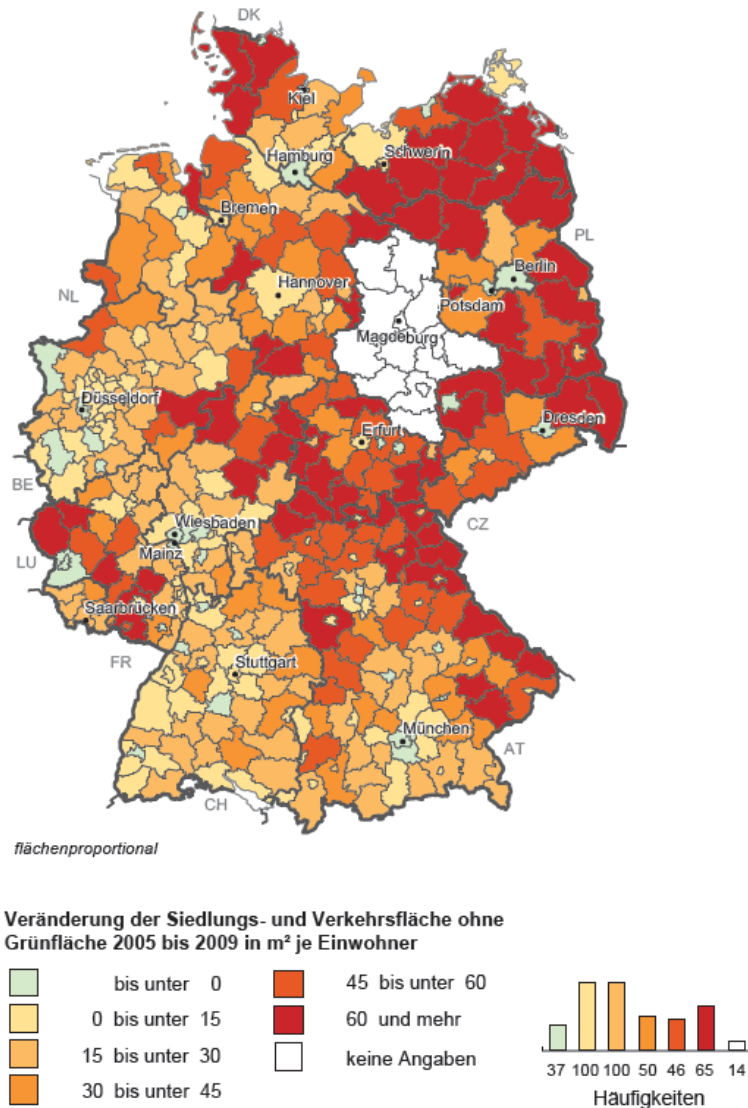 DK
Kiel
Hamburg
Schwerin
Bremen
PL
Berlin
NL
Hannover
Potsdam
Magdeburg
Düsseldorf
Erfurt
Dresden
BE
CZ
Wiesbaden
LU
Mainz
Saarbrücken
FR
Stuttgart
München
AT
CH
flächenproportional
Veränderung der Siedlungs- und Verkehrsfläche ohne
Grünfläche 2005 bis 2009 in m² je Einwohner
bis unter 0
0 bis unter 15
15 bis unter 30
30 bis unter 45
45 bis unter 60
60 und mehr
keine Angaben
37 100 100 50 46 65 14
Häufigkeiten